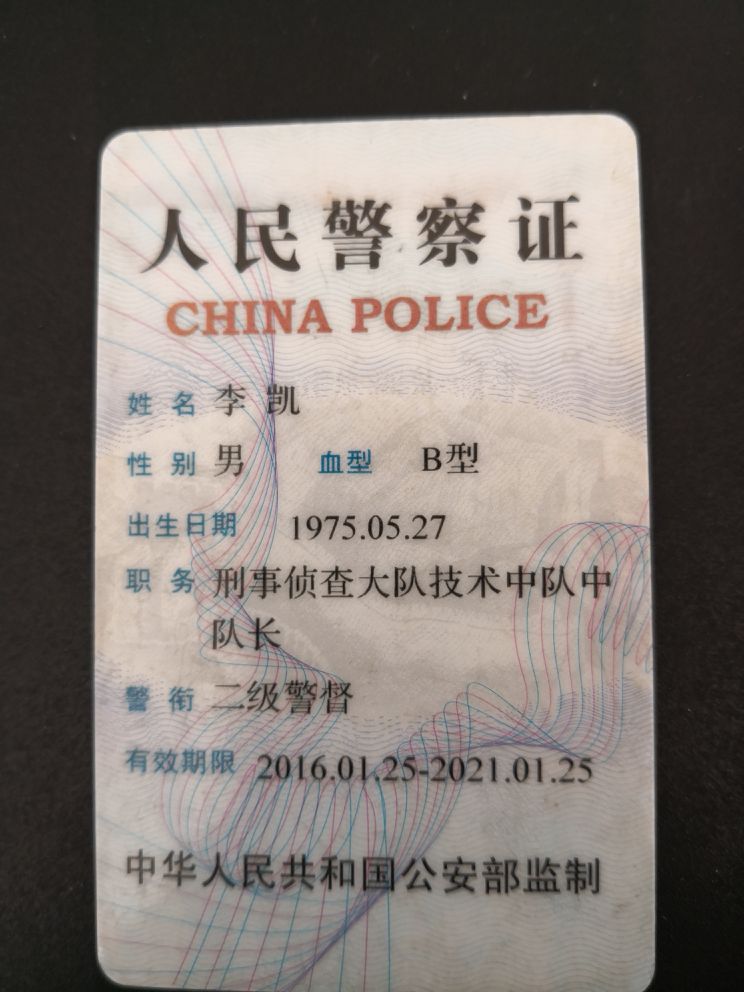 人民警察证
CHINA POLICE
姓名 李凯
性别 男 血型 B型
出生日期 1975.05.27
职务 刑事侦查大队技术中队中
队长
警衔 二级警督
有效期限 2016.01.25-2021.01.25
中华人民共和国公安部监制